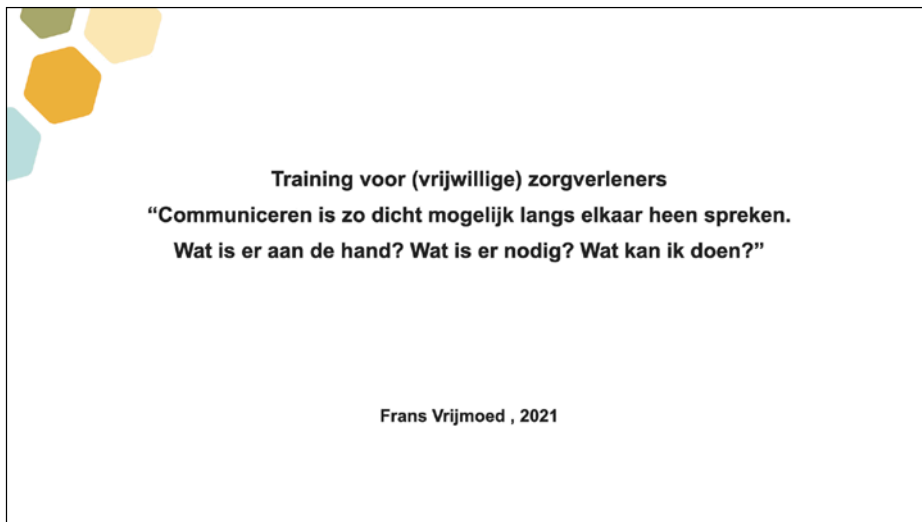 Training voor (vrijwillige) zorgverleners
“Communiceren is zo dicht mogelijk langs elkaar heen spreken.
Wat is er aan de hand? Wat is er nodig? Wat kan ik doen?”
Frans Vrijmoed , 2021